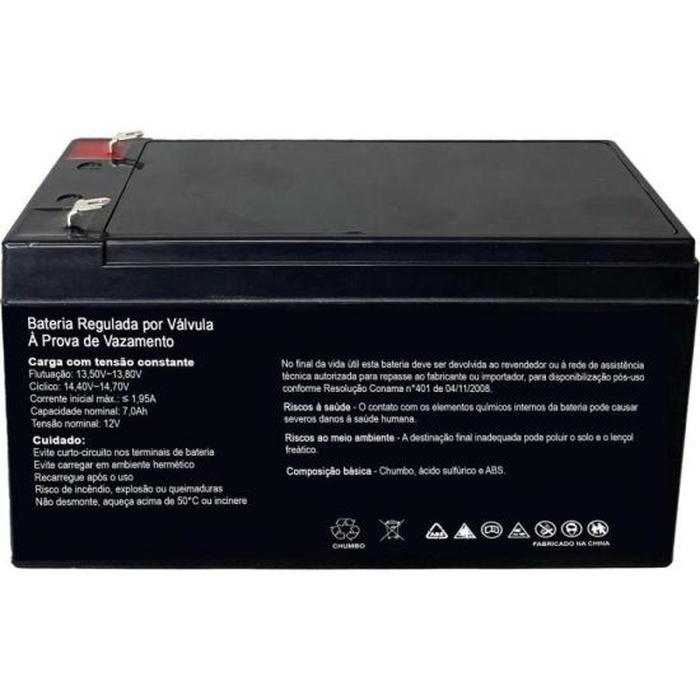 Bateria Regulada por Válvula
À Prova de Vazamento
Carga com tensão constante
Flutuação: 13,50V~13,80V
Cíclico: 14,40V~14,70V
Corrente inicial máx.: ≤ 1,95A
Capacidade nominal: 7,0Ah
Tensão nominal: 12V
Cuidado:
Evite curto-circuito nos terminais de bateria
Evite carregar em ambiente hermético
Recarregue após o uso
Risco de incêndio, explosão ou queimaduras
Não desmonte, aqueça acima de 50°C ou incinere
No final da vida útil esta bateria deve ser devolvida ao revendedor ou à rede de assistência
técnica autorizada para repasse ao fabricante ou importador, para disponibilização pós-uso
conforme Resolução Conama n°401 de 04/11/2008.
Riscos à saúde - O contato com os elementos químicos internos da bateria pode causar
severos danos à saúde humana.
Riscos ao meio ambiente - A destinação final inadequada pode poluir o solo e o lençol
freático.
Composição básica - Chumbo, ácido sulfúrico e ABS.
CHUMBO
ABS
FABRICADO NA CHINA